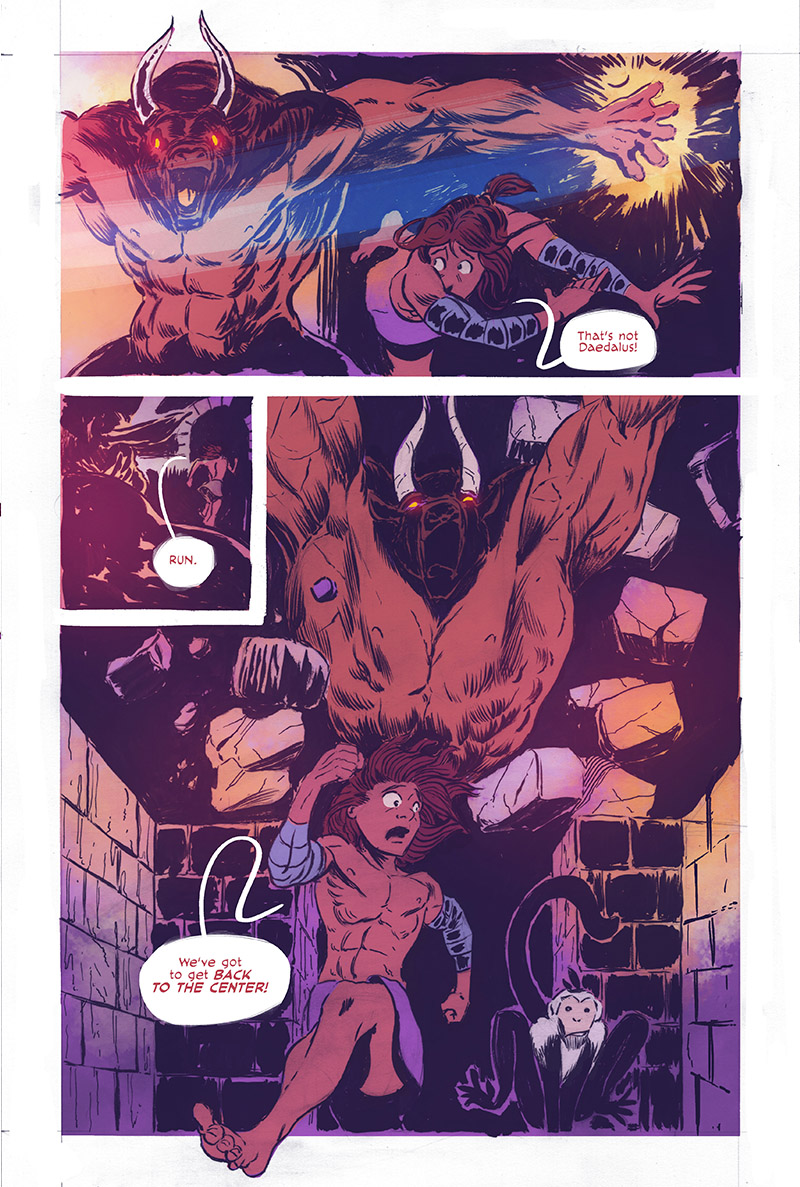 That's not
Daedalus!
RUN.
We've got
to get BACK
TO THE CENTER!